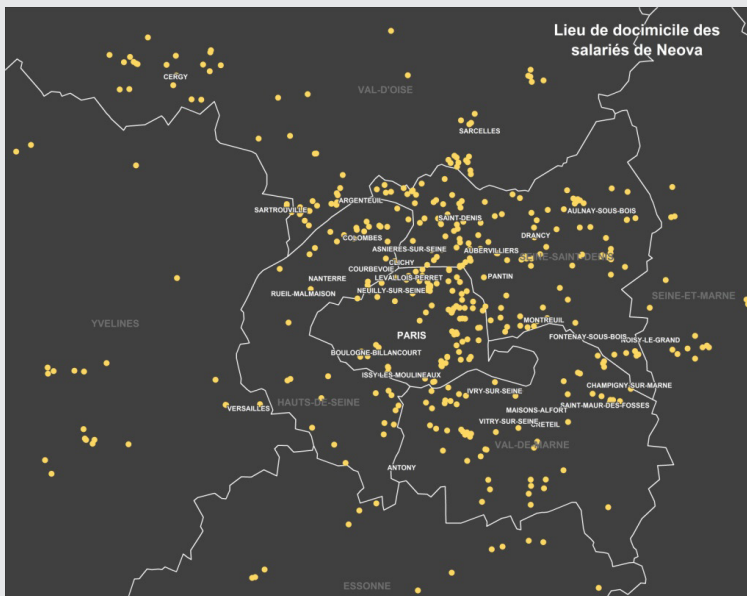 Lieu de docimicile des
salariés de Neova
CERGY
VAL-D'OISE
SARCELLES
ARGENTEUIL
SARTROUVILLE
AULNAY-SOUS-BOIS
SAINT-DENIS
COLOMBES
DRANCY
ASNIERES-SUR-SEINE
AUBERVILLIERS
SEINE-SAINT-DENIS
CLICHY
COURBEVOIE
LEVALLOIS-PERRET
PANTIN
NANTERRE
NEUILLY-SUR-SEINE
RUEIL-MALMAISON
SEINE-ET-MARNE
YVELINES
MONTREUIL
PARIS
FONTENAY-SOUS-BOIS
NOISY-LE-GRAND
BOULOGNE-BILLANCOURT
ISSY-LES-MOULINEAUX
CHAMPIGNY-SUR-MARNE
IVRY-SUR-SEINE
HAUTS-DE-SEINE
VERSAILLES
SAINT-MAUR-DES-FOSSES
MAISONS-ALFORT
VITRY-SUR-SEINE
CRETEIL
VAL-DE-MARNE
ANTONY
ESSONNE